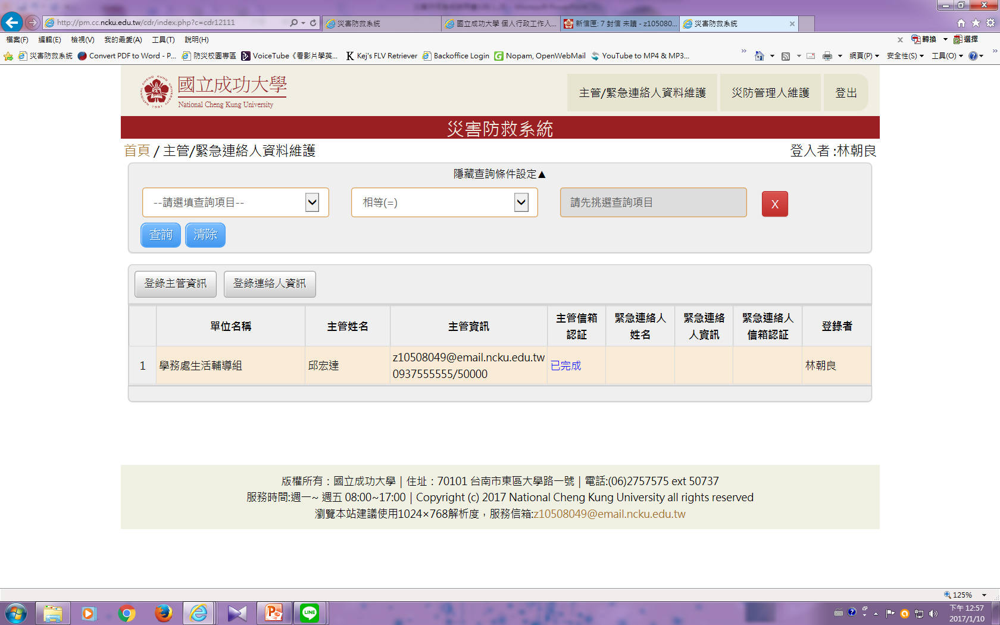 http://pm.cc.ncku.edu.tw/cdr/index.php?c=cdr12111
災害防救系統
國立成功大學 個人行政工作入...
新信匣: 7 封信 未讀 - z105080...
災害防救系統
檔案(F) 編輯(E) 檢視(V) 我的最愛(A) 工具(T) 說明(H)
x 轉換 選擇
災害防救系統 Convert PDF to Word - P... 防災校園專區 VoiceTube《看影片學英... Kej's FLV Retriever Backoffice Login Nopam, OpenWebMail YouTube to MP4 & MP3...
網頁(P) 安全性(S) 工具(O)
國立成功大學
National Cheng Kung University
主管/緊急連絡人資料維護 災防管理人維護 登出
災害防救系統
首頁 / 主管/緊急連絡人資料維護
登入者 :林朝良
隱藏查詢條件設定▲
--請選填查詢項目-- 相等(=) 請先挑選查詢項目 X
查詢 清除
登錄主管資訊 登錄連絡人資訊
單位名稱 主管姓名 主管資訊 主管信箱認証 緊急連絡人姓名 緊急連絡人資訊 緊急連絡人信箱認証 登錄者
1 學務處生活輔導組 邱宏達 z10508049@email.ncku.edu.tw 已完成 林朝良
0937555555/50000
版權所有：國立成功大學 | 住址：70101 台南市東區大學路一號 | 電話:(06)2757575 ext 50737
服務時間:週一~ 週五 08:00~17:00 | Copyright (c) 2017 National Cheng Kung University all rights reserved
瀏覽本站建議使用1024×768解析度，服務信箱:z10508049@email.ncku.edu.tw
125%
LINE
下午 12:57
2017/1/10